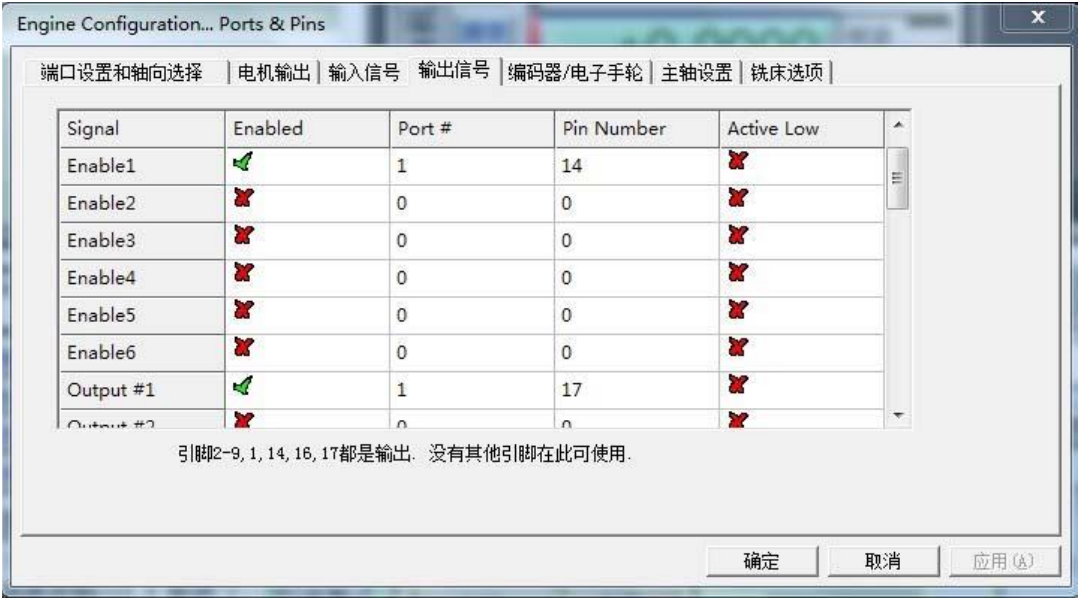 Engine Configuration... Ports & Pins
x
端口设置和轴向选择 电机输出 输入信号 输出信号 编码器/电子手轮 主轴设置 铣床选项
Signal Enabled Port # Pin Number Active Low
Enable1 1 14
Enable2 0 0
Enable3 0 0
Enable4 0 0
Enable5 0 0
Enable6 0 0
Output #1 1 17
Output #2 0 0
引脚2-9,1,14,16,17都是输出. 没有其他引脚在此可使用.
确定 取消 应用(A)